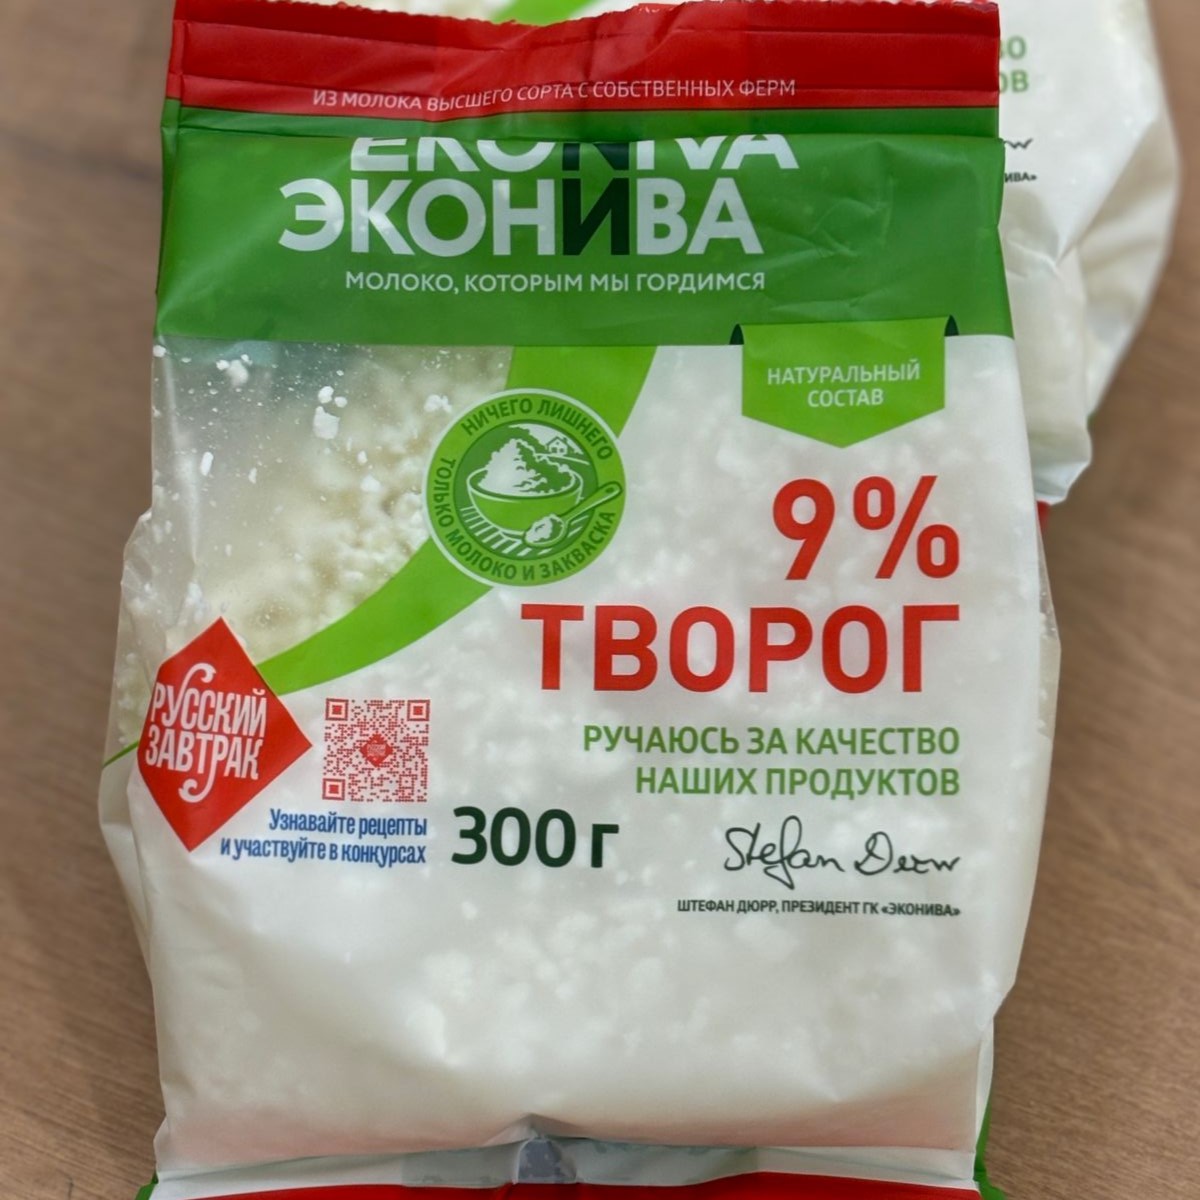 ИЗ МОЛОКА ВЫСШЕГО СОРТА С СОБСТВЕННЫХ ФЕРМ
EKONIVA
ЭКОНИВА
МОЛОКО, КОТОРЫМ МЫ ГОРДИМСЯ
НАТУРАЛЬНЫЙ
СОСТАВ
НИЧЕГО ЛИШНЕГО
ТОЛЬКО МОЛОКО И ЗАКВАСКА
9%
ТВОРОГ
РУЧАЮСЬ ЗА КАЧЕСТВО
НАШИХ ПРОДУКТОВ
РУССКИЙ
ЗАВТРАК
Узнавайте рецепты
и участвуйте в конкурсах
300 г
Stefan Dürr
ШТЕФАН ДЮРР, ПРЕЗИДЕНТ ГК «ЭКОНИВА»